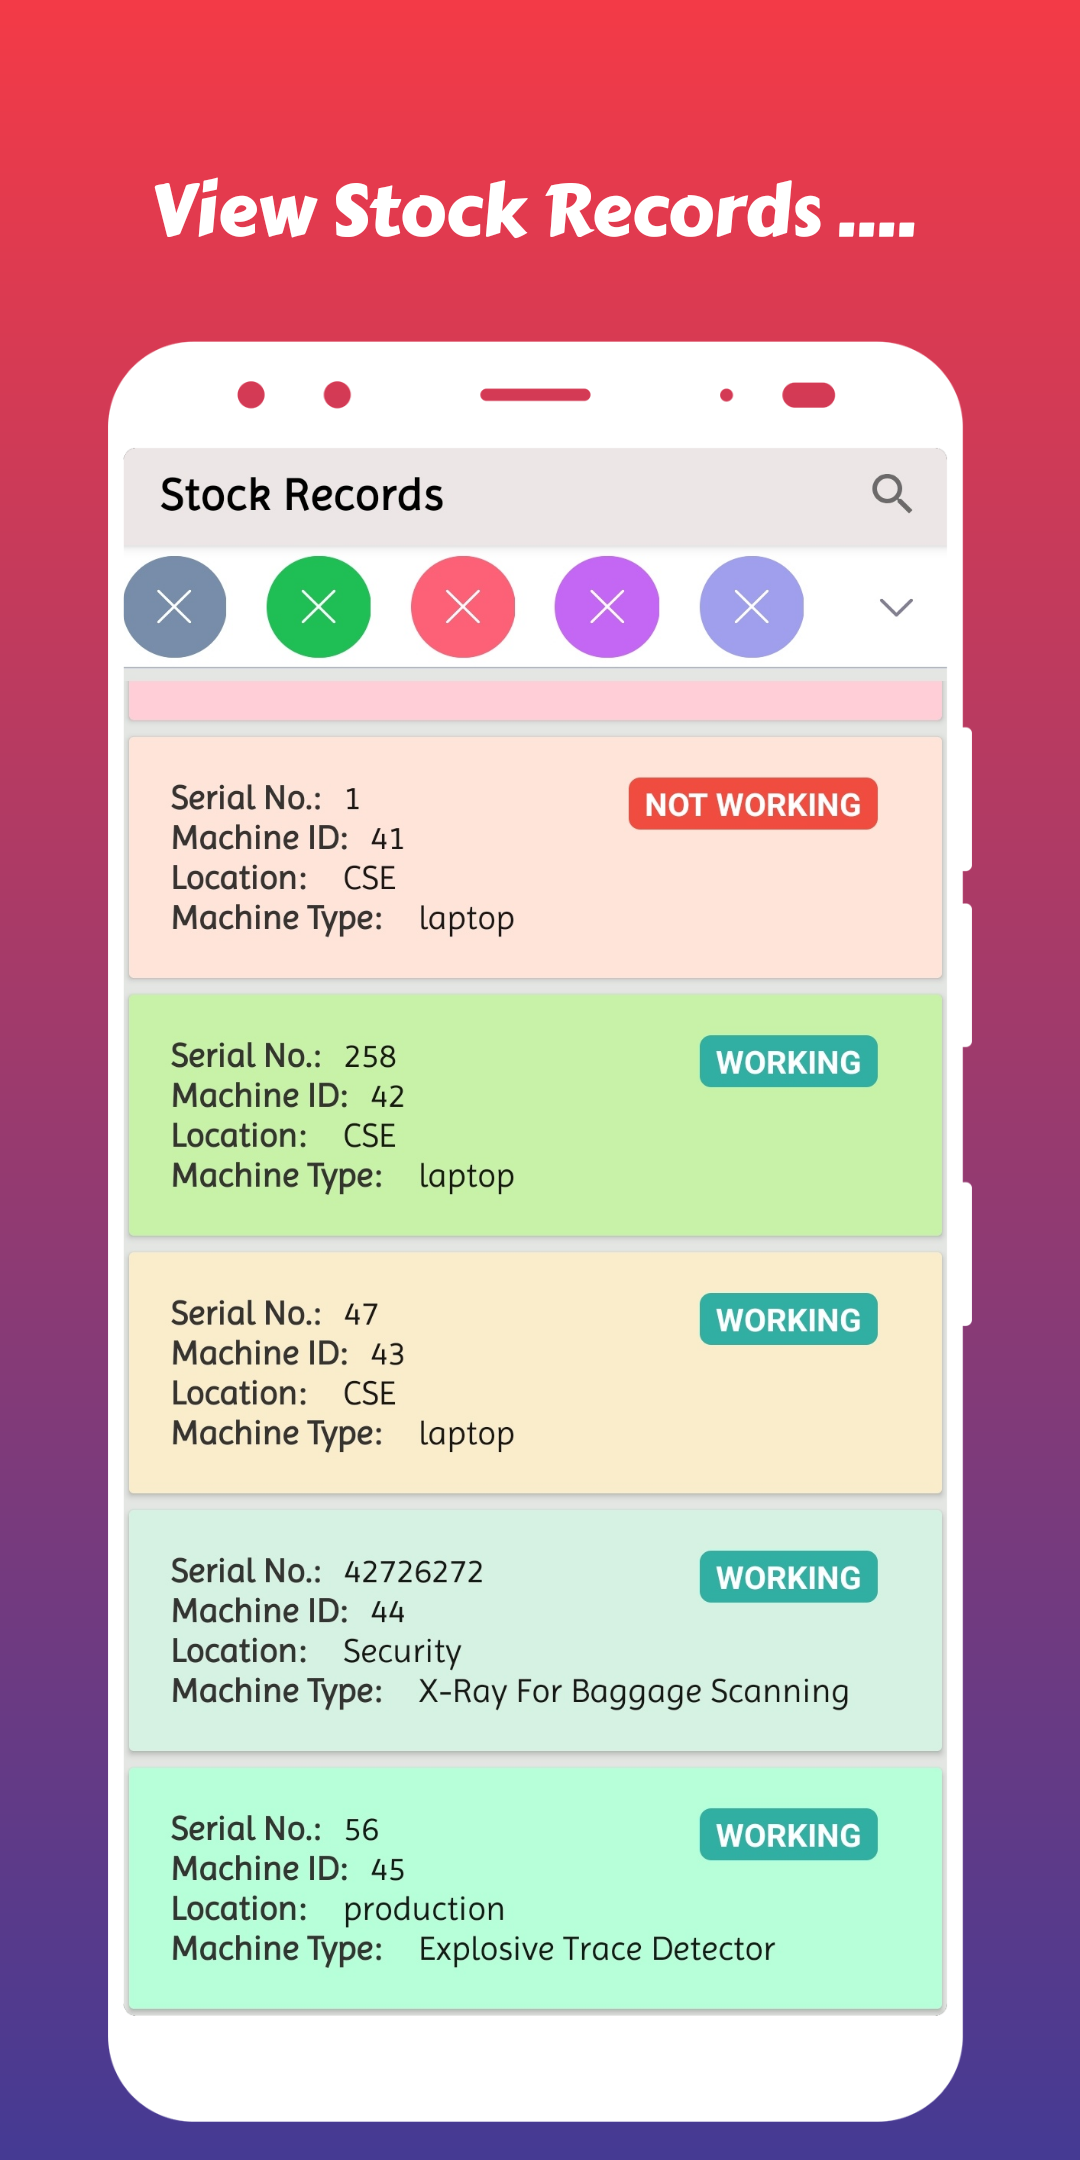 View Stock Records ....
Stock Records
Serial No.: 1
NOT WORKING
Machine ID: 41
Location: CSE
Machine Type: laptop
Serial No.: 258
WORKING
Machine ID: 42
Location: CSE
Machine Type: laptop
Serial No.: 47
WORKING
Machine ID: 43
Location: CSE
Machine Type: laptop
Serial No.: 42726272
WORKING
Machine ID: 44
Location: Security
Machine Type: X-Ray For Baggage Scanning
Serial No.: 56
WORKING
Machine ID: 45
Location: production
Machine Type: Explosive Trace Detector